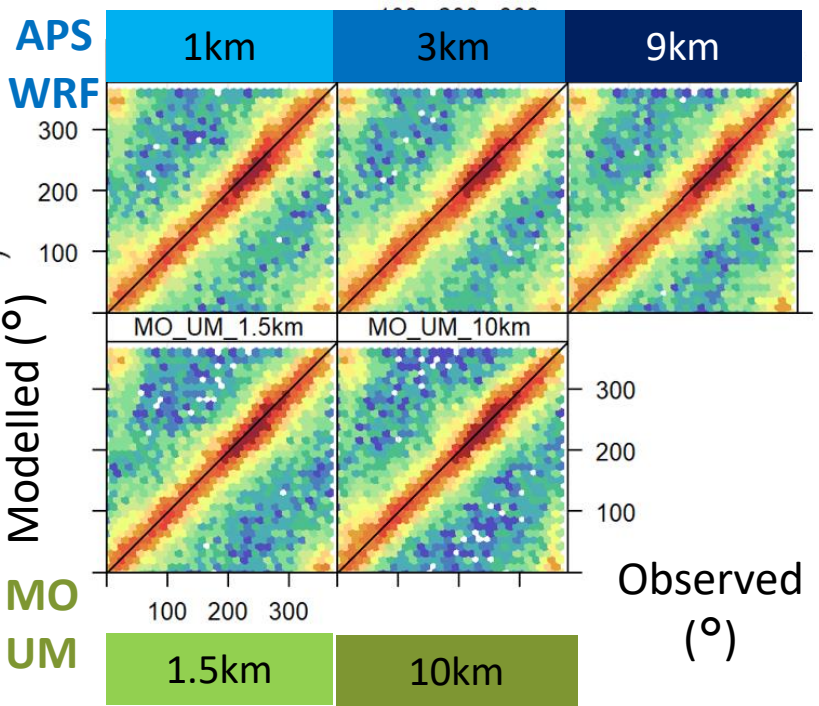 APS
WRF
1km
3km
9km
300
200
100
Modelled (°)
MO_UM_1.5km
MO_UM_10km
300
200
100
100 200 300
Observed
(°)
MO
UM
1.5km
10km